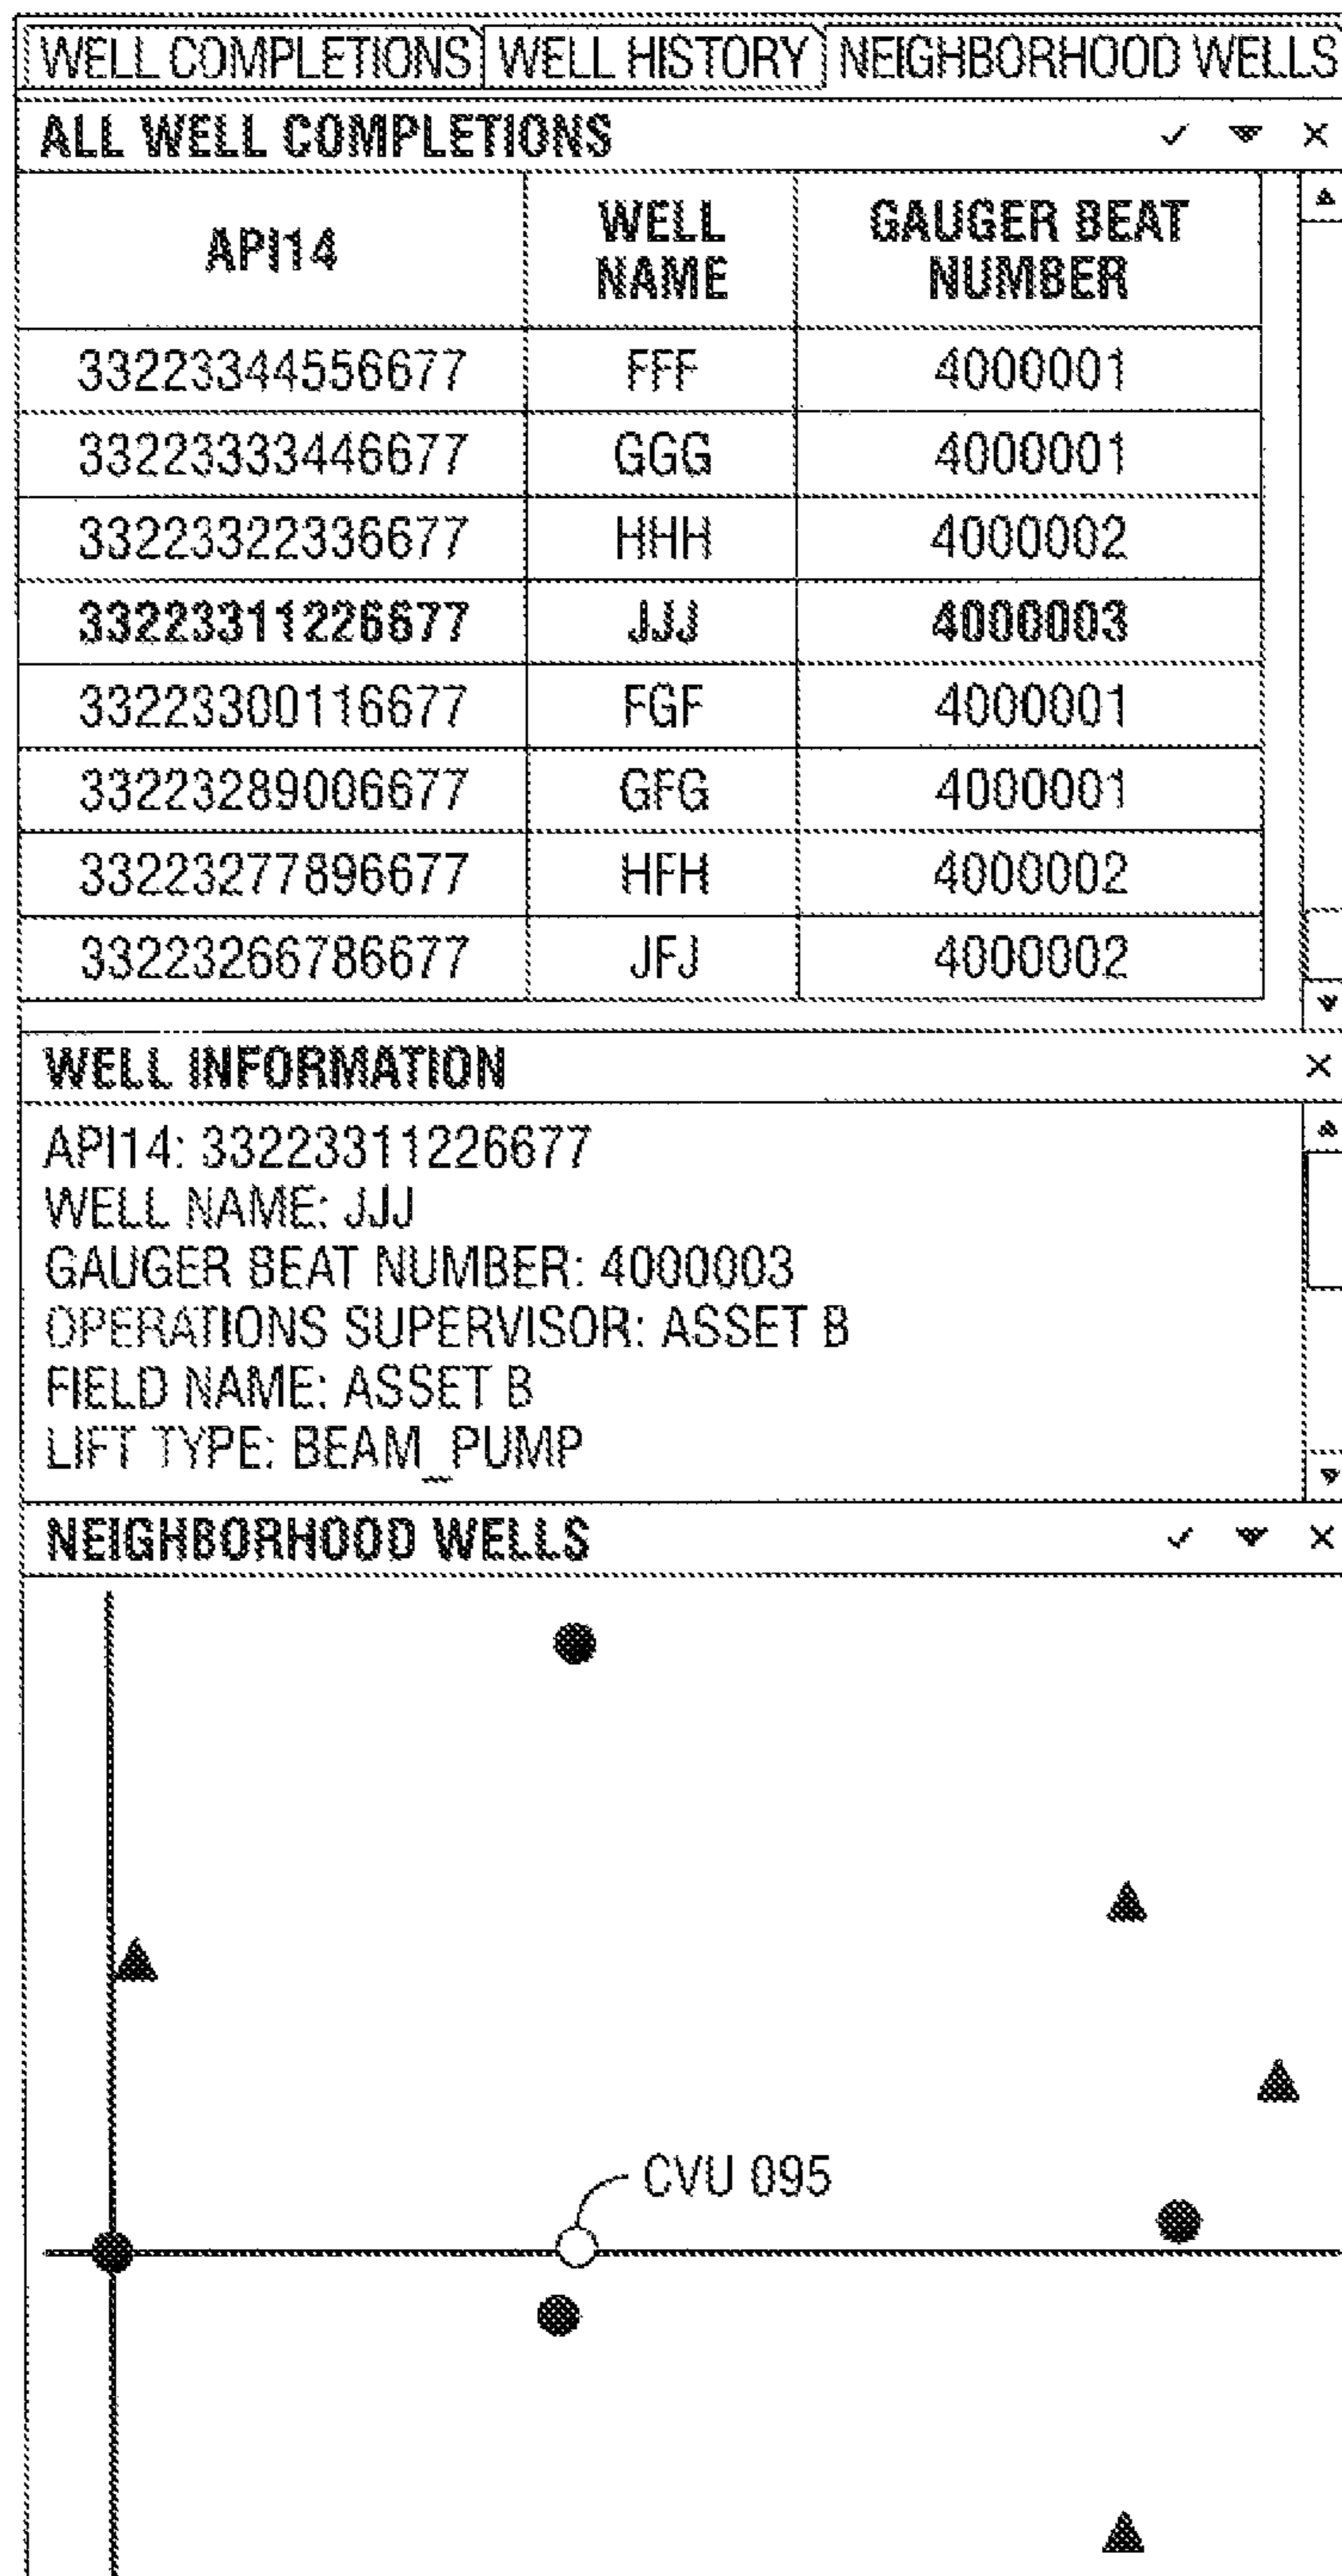 WELL COMPLETIONS WELL HISTORY NEIGHBORHOOD WELLS
ALL WELL COMPLETIONS
API14 WELL NAME GAUGER BEAT NUMBER
33223344556677 FFF 4000001
33223333446677 GGG 4000001
33223322336677 HHH 4000002
33223311226677 JJJ 4000003
33223300116677 FGF 4000001
33223289006677 GFG 4000001
33223277896677 HFH 4000002
33223266786677 JFJ 4000002
WELL INFORMATION
API14: 33223311226677
WELL NAME: JJJ
GAUGER BEAT NUMBER: 4000003
OPERATIONS SUPERVISOR: ASSET B
FIELD NAME: ASSET B
LIFT TYPE: BEAM_PUMP
NEIGHBORHOOD WELLS
CVU 095